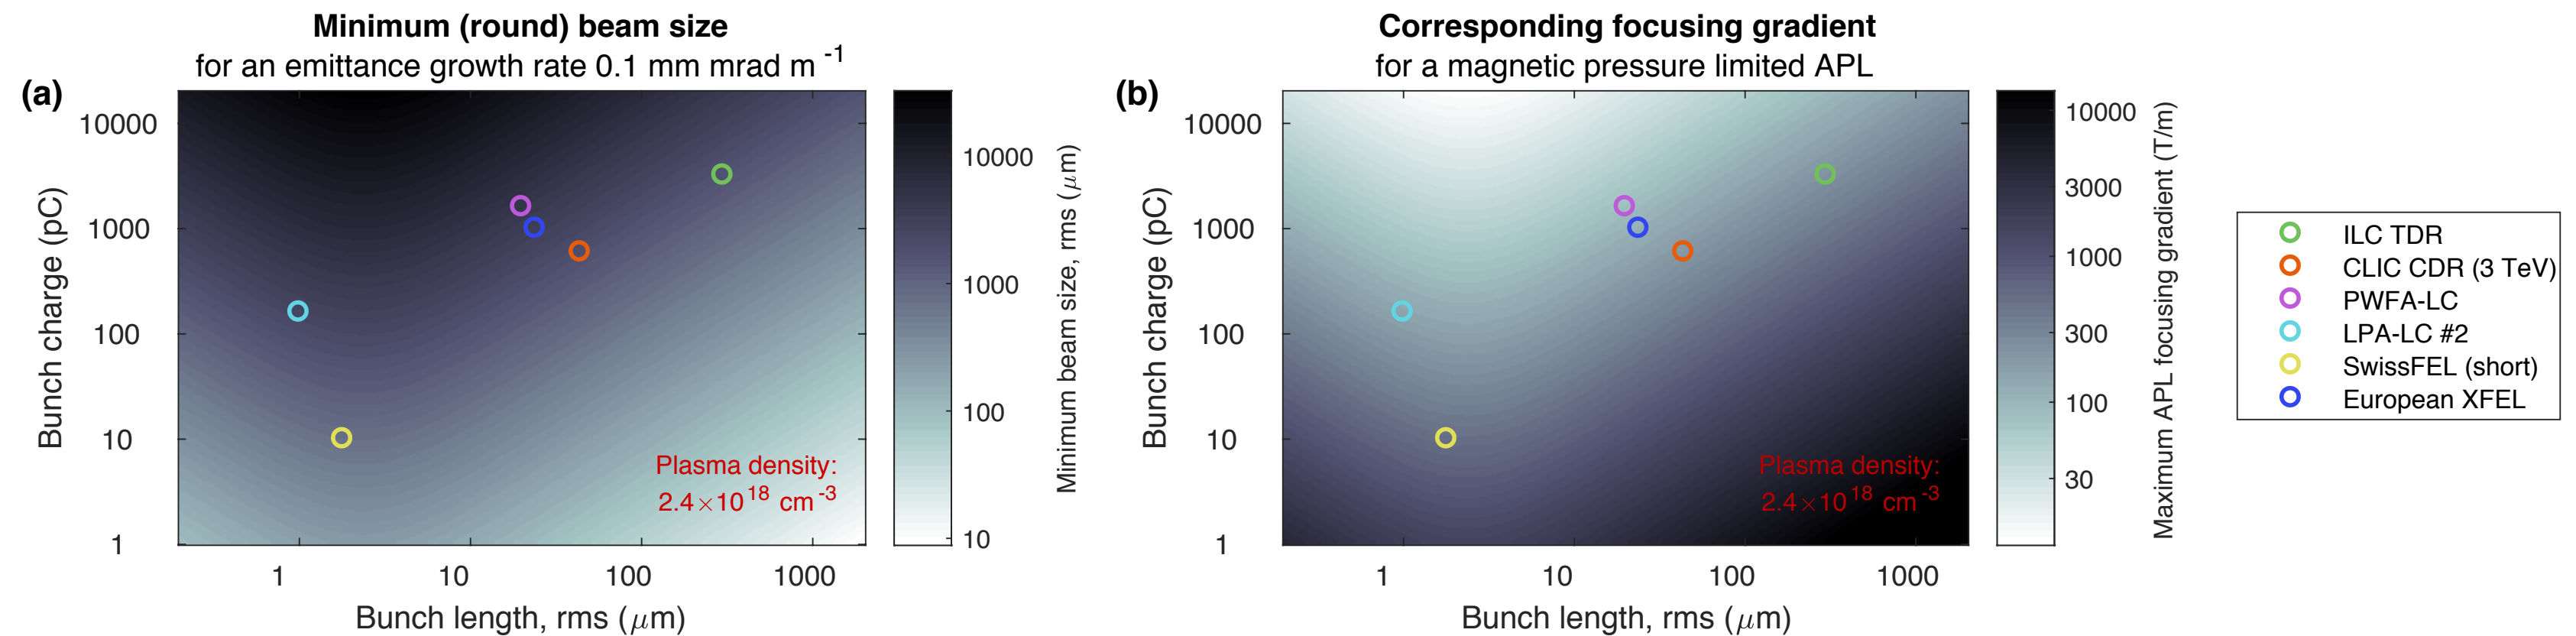 Minimum (round) beam size
for an emittance growth rate 0.1 mm mrad m -1
(a)
10000
1000
100
10
1
Bunch charge (pC)
1
10
100
1000
Bunch length, rms (μm)
Plasma density:
2.4×10 18 cm -3
10000
1000
100
10
Minimum beam size, rms (μm)
Corresponding focusing gradient
for a magnetic pressure limited APL
(b)
10000
1000
100
10
1
Bunch charge (pC)
1
10
100
1000
Bunch length, rms (μm)
Plasma density:
2.4×10 18 cm -3
10000
3000
1000
300
100
30
Maximum APL focusing gradient (T/m)
ILC TDR
CLIC CDR (3 TeV)
PWFA-LC
LPA-LC #2
SwissFEL (short)
European XFEL